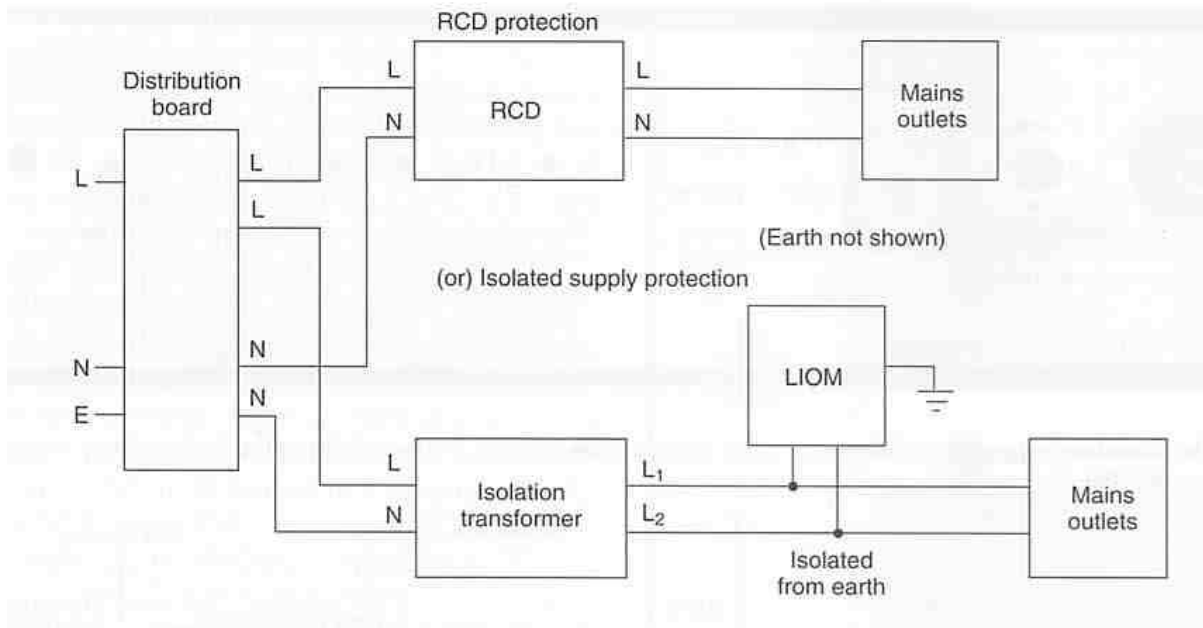 RCD protection
Distribution
board
L
N
E
L
L
N
N
L
N
RCD
L
N
Mains
outlets
(Earth not shown)
(or) Isolated supply protection
LIOM
L
N
Isolation
transformer
L1
L2
Isolated
from earth
Mains
outlets